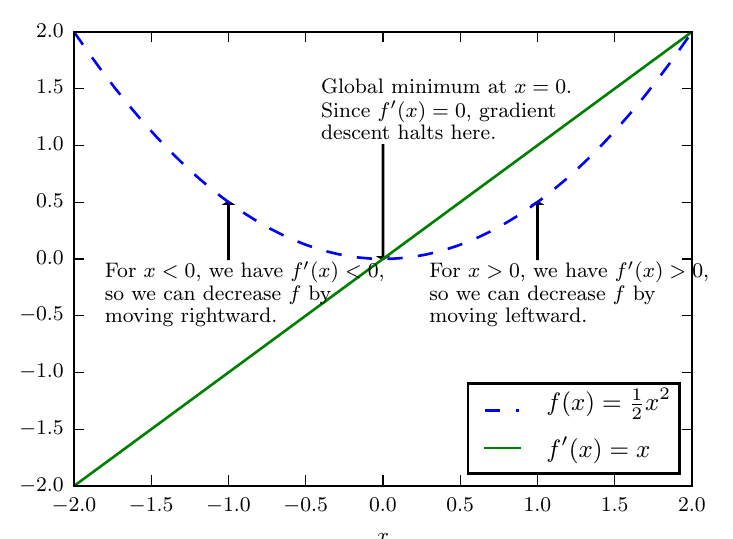 2.0
1.5
1.0
0.5
0.0
−0.5
−1.0
−1.5
−2.0
Global minimum at x = 0.
Since f′(x) = 0, gradient
descent halts here.
For x < 0, we have f′(x) < 0,
so we can decrease f by
moving rightward.
For x > 0, we have f′(x) > 0,
so we can decrease f by
moving leftward.
f(x) = ½x²
f′(x) = x
−2.0 −1.5 −1.0 −0.5 0.0 0.5 1.0 1.5 2.0
x